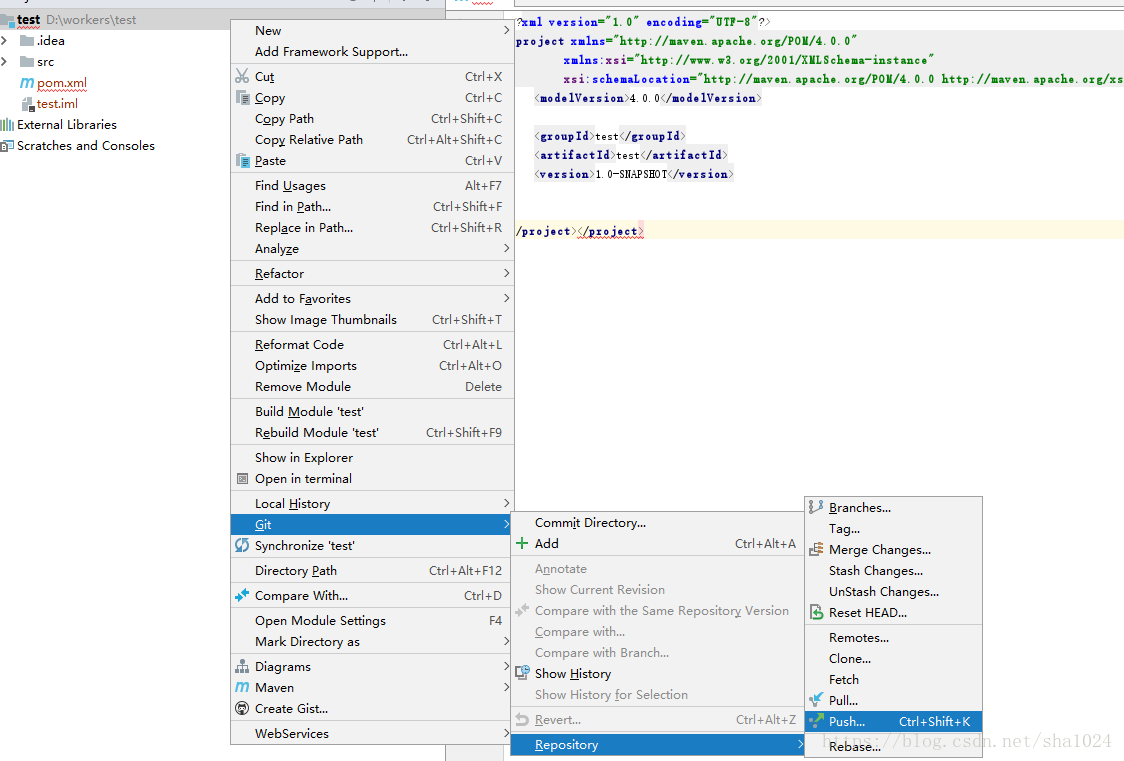 test D:\workers\test
.idea
src
pom.xml
test.iml
External Libraries
Scratches and Consoles
New
Add Framework Support...
Cut Ctrl+X
Copy Ctrl+C
Copy Path Ctrl+Shift+C
Copy Relative Path Ctrl+Alt+Shift+C
Paste Ctrl+V
Find Usages Alt+F7
Find in Path... Ctrl+Shift+F
Replace in Path... Ctrl+Shift+R
Analyze
Refactor
Add to Favorites
Show Image Thumbnails Ctrl+Shift+T
Reformat Code Ctrl+Alt+L
Optimize Imports Ctrl+Alt+O
Remove Module Delete
Build Module 'test'
Rebuild Module 'test' Ctrl+Shift+F9
Show in Explorer
Open in terminal
Local History
Git
Synchronize 'test'
Directory Path Ctrl+Alt+F12
Compare With... Ctrl+D
Open Module Settings F4
Mark Directory as
Diagrams
Maven
Create Gist...
WebServices
?xml version="1.0" encoding="UTF-8"?>
project xmlns="http://maven.apache.org/POM/4.0.0"
xmlns:xsi="http://www.w3.org/2001/XMLSchema-instance"
xsi:schemaLocation="http://maven.apache.org/POM/4.0.0 http://maven.apache.org/xs
<modelVersion>4.0.0</modelVersion>
<groupId>test</groupId>
<artifactId>test</artifactId>
<version>1.0-SNAPSHOT</version>
/project></project>
Commit Directory...
Add Ctrl+Alt+A
Annotate
Show Current Revision
Compare with the Same Repository Version
Compare with...
Compare with Branch...
Show History
Show History for Selection
Revert... Ctrl+Alt+Z
Repository
Branches...
Tag...
Merge Changes...
Stash Changes...
UnStash Changes...
Reset HEAD...
Remotes...
Clone...
Fetch
Pull...
Push... Ctrl+Shift+K
Rebase...
https://blog.csdn.net/sha1024